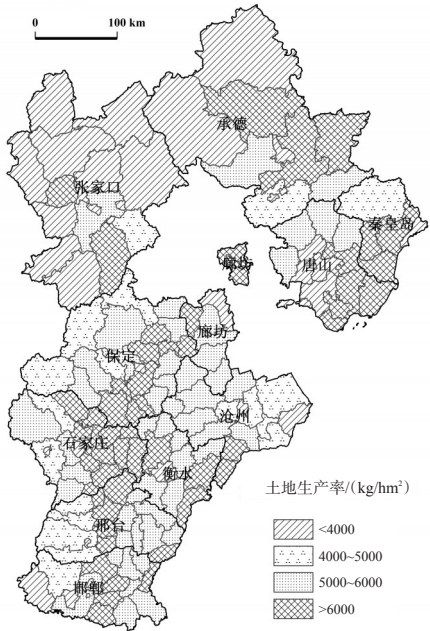 0 100 km
承德
张家口
秦皇岛
廊坊
唐山
廊坊
保定
沧州
石家庄
衡水
土地生产率/(kg/hm²)
邢台
<4000
4000~5000
5000~6000
邯郸
>6000